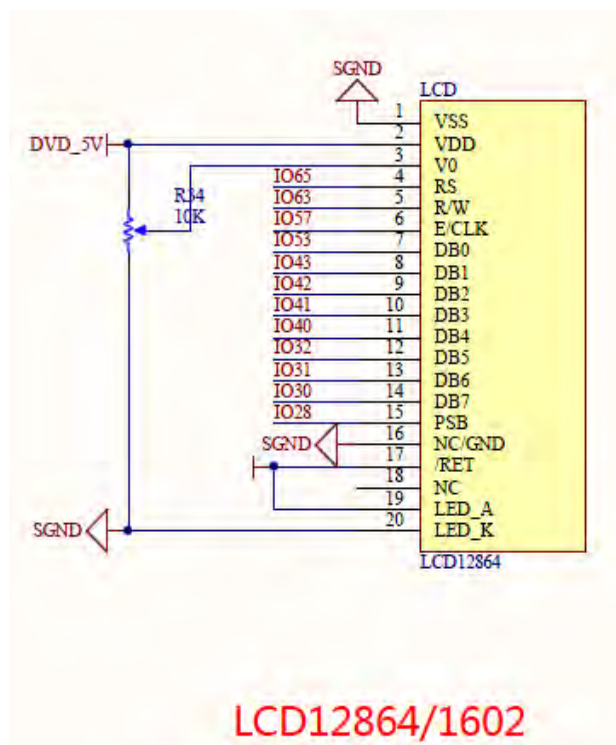 SGND
LCD
1 VSS
DVD_5V 2 VDD
3 V0
IO65 4 RS
R34 IO63 5 R/W
10K IO57 6 E/CLK
IO53 7 DB0
IO43 8 DB1
IO42 9 DB2
IO41 10 DB3
IO40 11 DB4
IO32 12 DB5
IO31 13 DB6
IO30 14 DB7
IO28 15 PSB
SGND 16 NC/GND
17 /RET
18 NC
19 LED_A
SGND 20 LED_K
LCD12864
LCD12864/1602